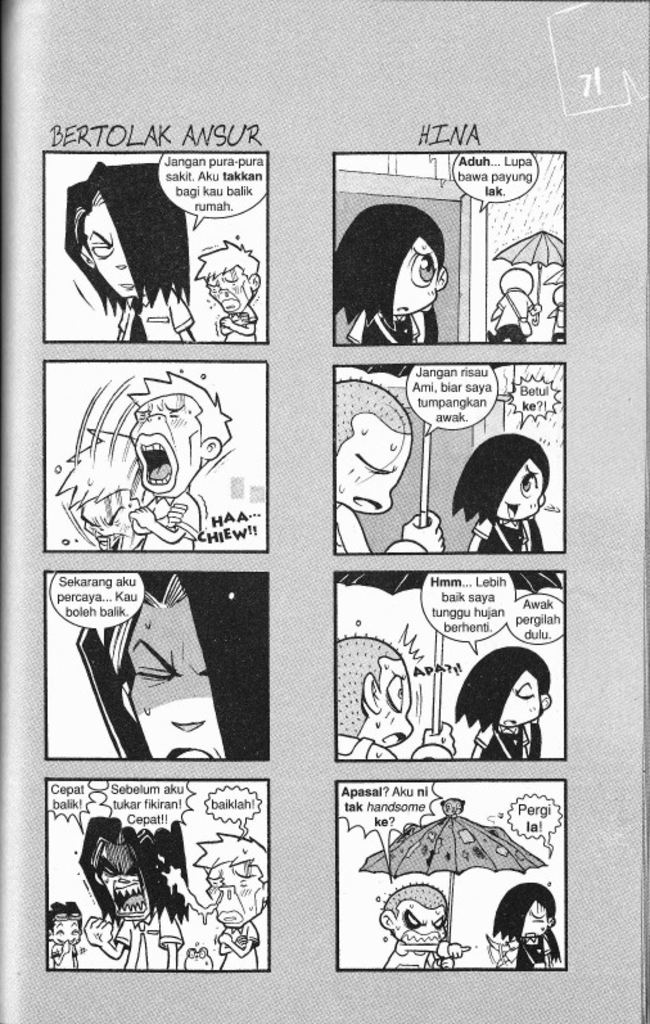 71
BERTOLAK ANSUR
Jangan pura-pura
sakit. Aku takkan
bagi kau balik
rumah.
HAA...
CHIEW!!
Sekarang aku
percaya... Kau
boleh balik.
Cepat
balik!
Sebelum aku
tukar fikiran!
Cepat!!
baiklah!
HINA
Aduh... Lupa
bawa payung
lak.
Jangan risau
Ami, biar saya
tumpangkan
awak.
Betul
ke?!
Hmm... Lebih
baik saya
tunggu hujan
berhenti.
Awak
pergilah
dulu.
APA?!!
Apasal? Aku ni
tak handsome
ke?
Pergi
la!